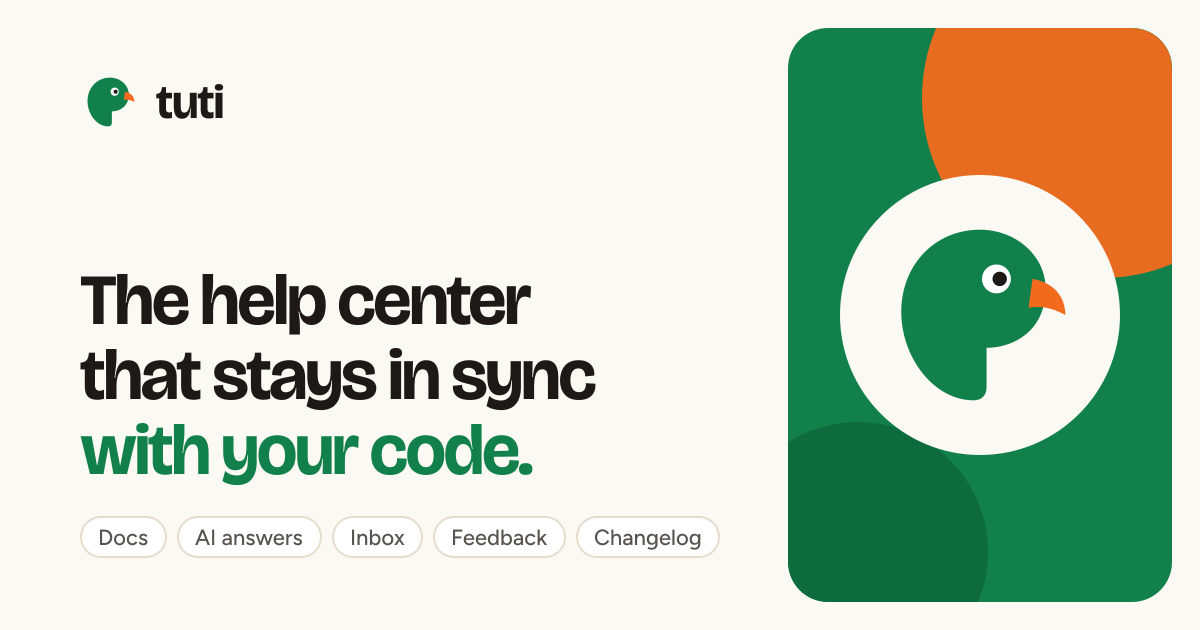 tuti
The help center
that stays in sync
with your code.
Docs AI answers Inbox Feedback Changelog